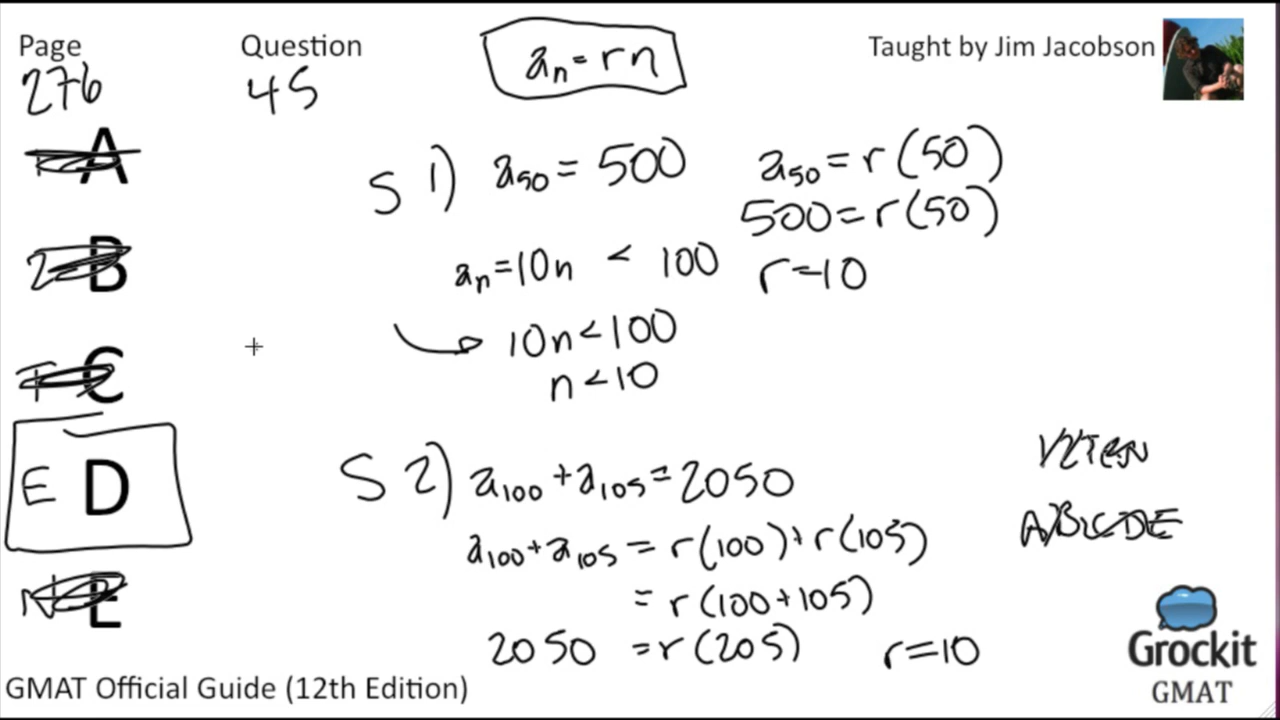 Page Question aₙ = rn Taught by Jim Jacobson
276 45
A
S 1) a₅₀ = 500 a₅₀ = r(50)
500 = r(50)
2 B aₙ = 10n < 100 r = 10
10n < 100
T C n < 10
E D S 2) a₁₀₀ + a₁₀₅ = 2050
a₁₀₀ + a₁₀₅ = r(100) + r(105)
ABCDE
N E = r(100 + 105)
2050 = r(205) r = 10
Grockit
GMAT
GMAT Official Guide (12th Edition)